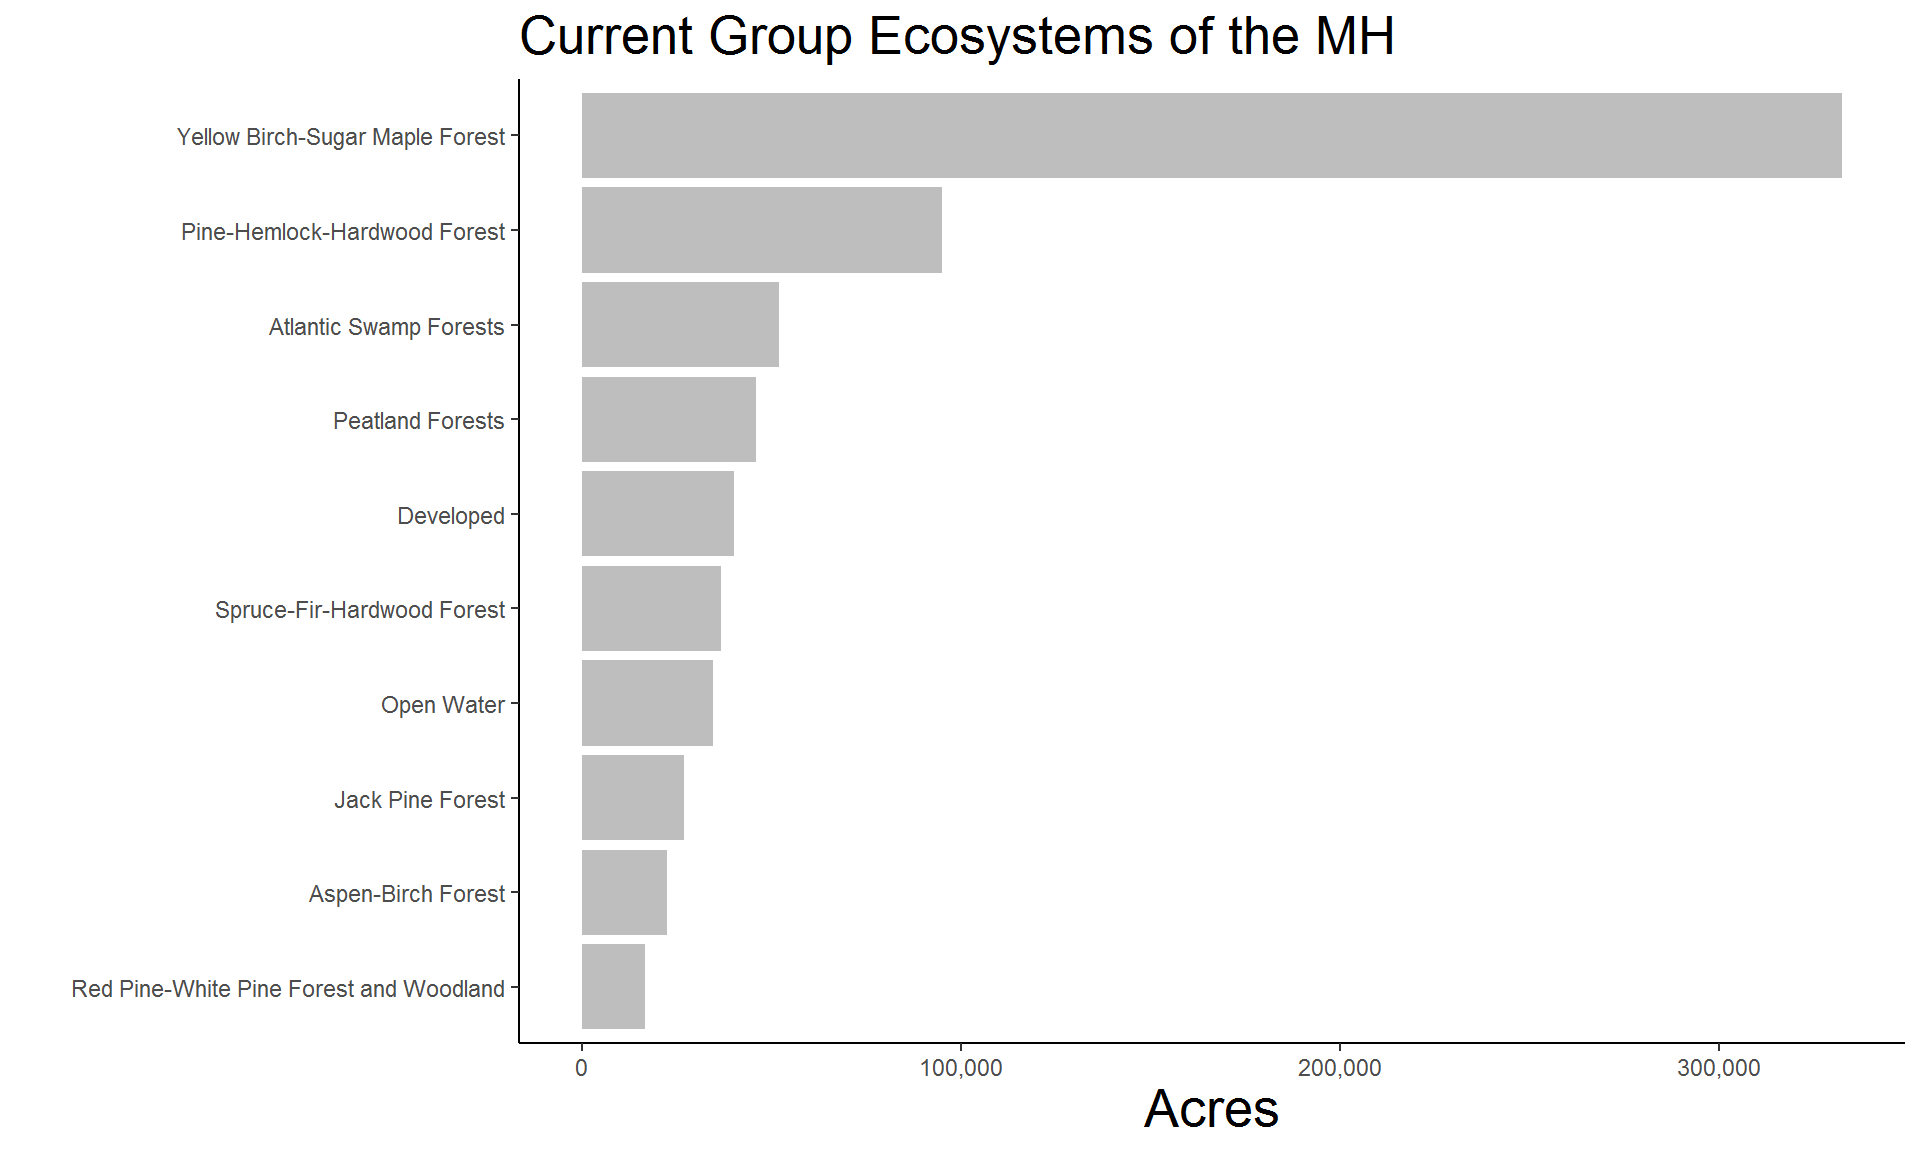 Current Group Ecosystems of the MH
Yellow Birch-Sugar Maple Forest
Pine-Hemlock-Hardwood Forest
Atlantic Swamp Forests
Peatland Forests
Developed
Spruce-Fir-Hardwood Forest
Open Water
Jack Pine Forest
Aspen-Birch Forest
Red Pine-White Pine Forest and Woodland
0 100,000 200,000 300,000
Acres